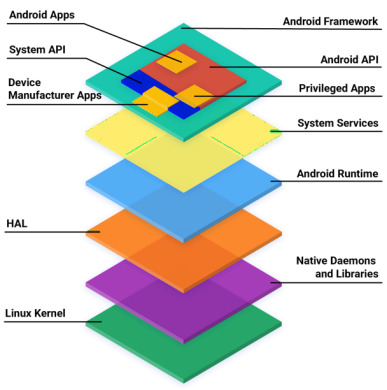 Android Apps
Android Framework
System API
Android API
Device
Manufacturer Apps
Privileged Apps
System Services
Android Runtime
HAL
Native Daemons
and Libraries
Linux Kernel